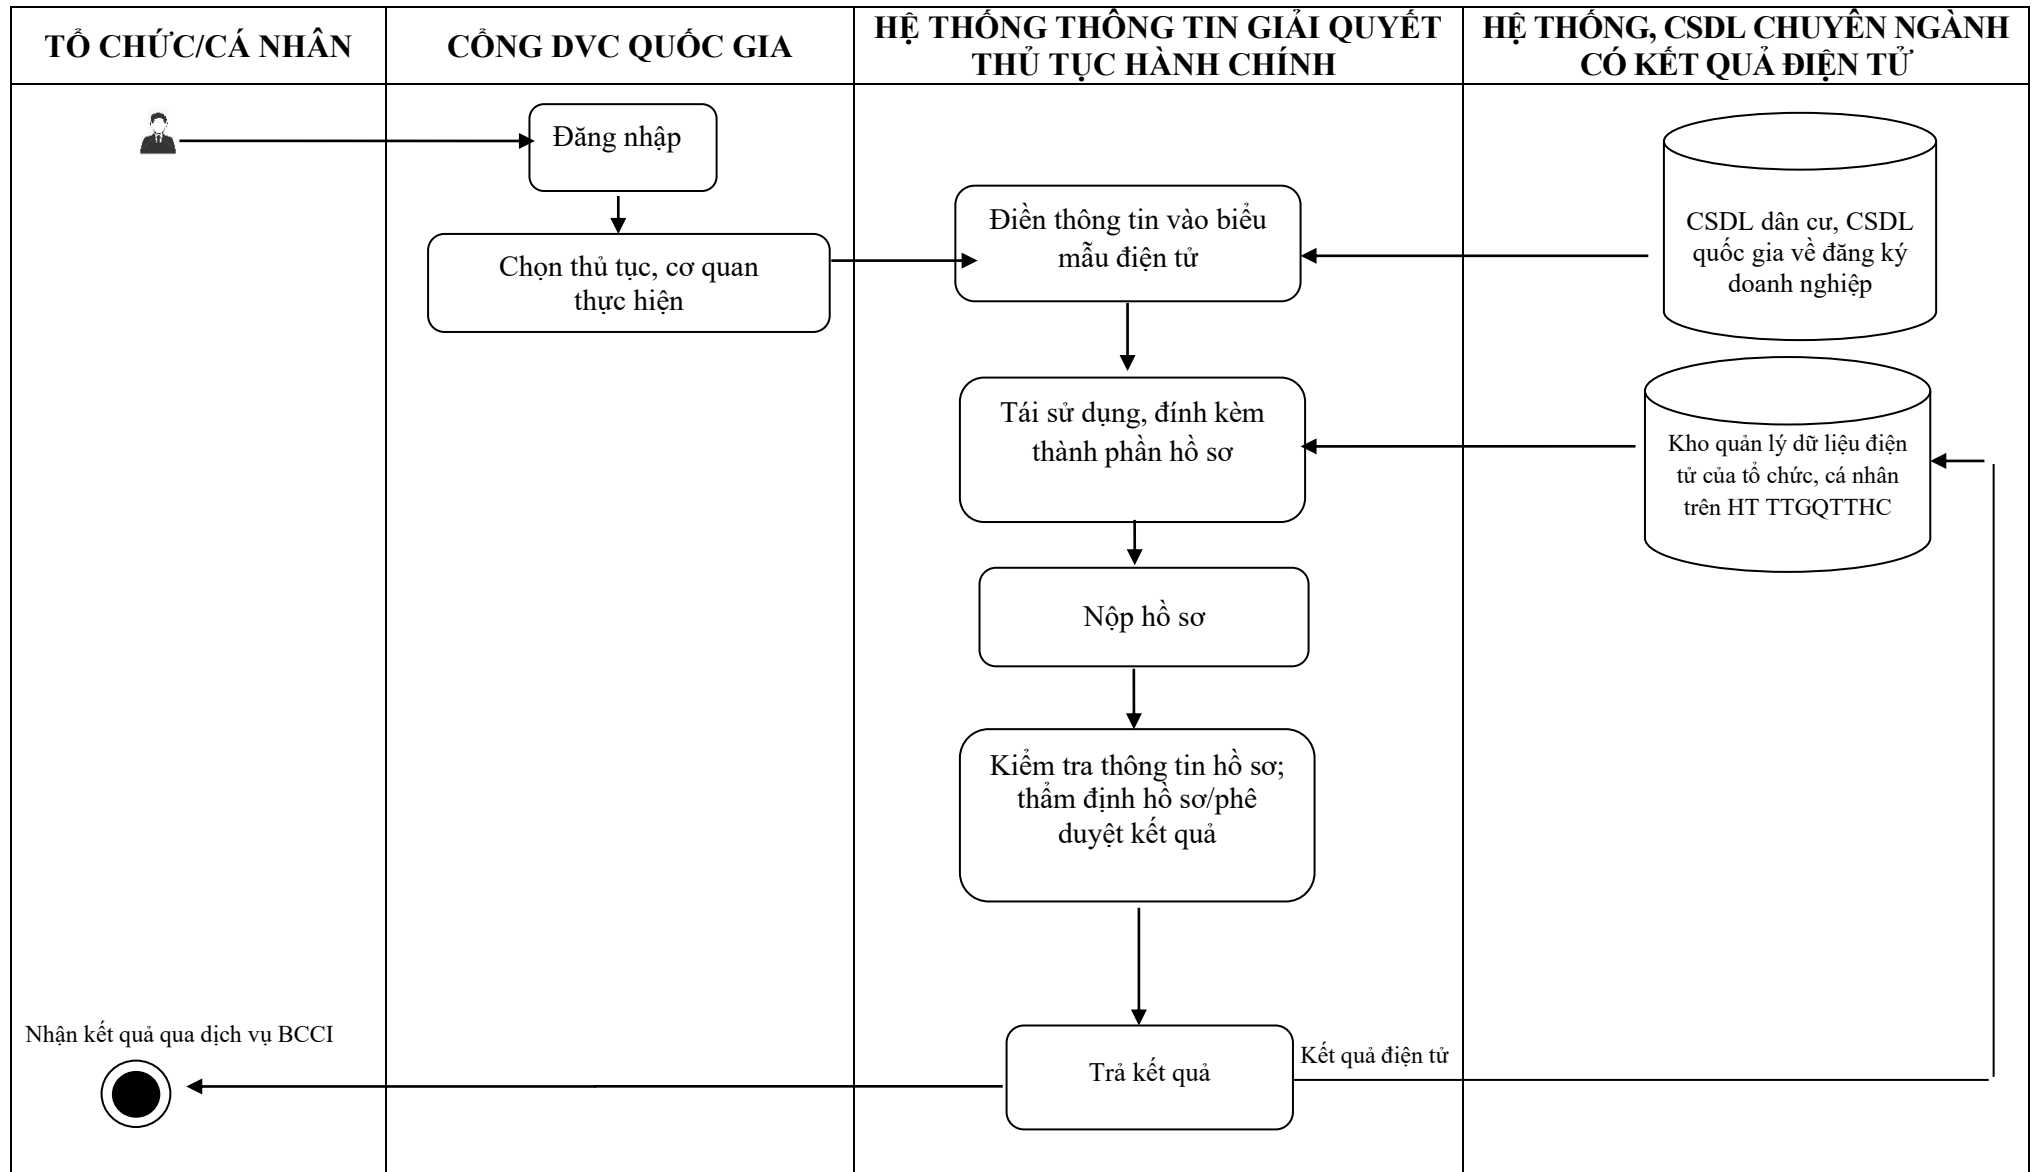 TỔ CHỨC/CÁ NHÂN
CỔNG DVC QUỐC GIA
HỆ THỐNG THÔNG TIN GIẢI QUYẾT
THỦ TỤC HÀNH CHÍNH
HỆ THỐNG, CSDL CHUYÊN NGÀNH
CÓ KẾT QUẢ ĐIỆN TỬ
Đăng nhập
Chọn thủ tục, cơ quan
thực hiện
Điền thông tin vào biểu
mẫu điện tử
CSDL dân cư, CSDL
quốc gia về đăng ký
doanh nghiệp
Tái sử dụng, đính kèm
thành phần hồ sơ
Kho quản lý dữ liệu điện
tử của tổ chức, cá nhân
trên HT TTGQTTHC
Nộp hồ sơ
Kiểm tra thông tin hồ sơ;
thẩm định hồ sơ/phê
duyệt kết quả
Nhận kết quả qua dịch vụ BCCI
Trả kết quả
Kết quả điện tử